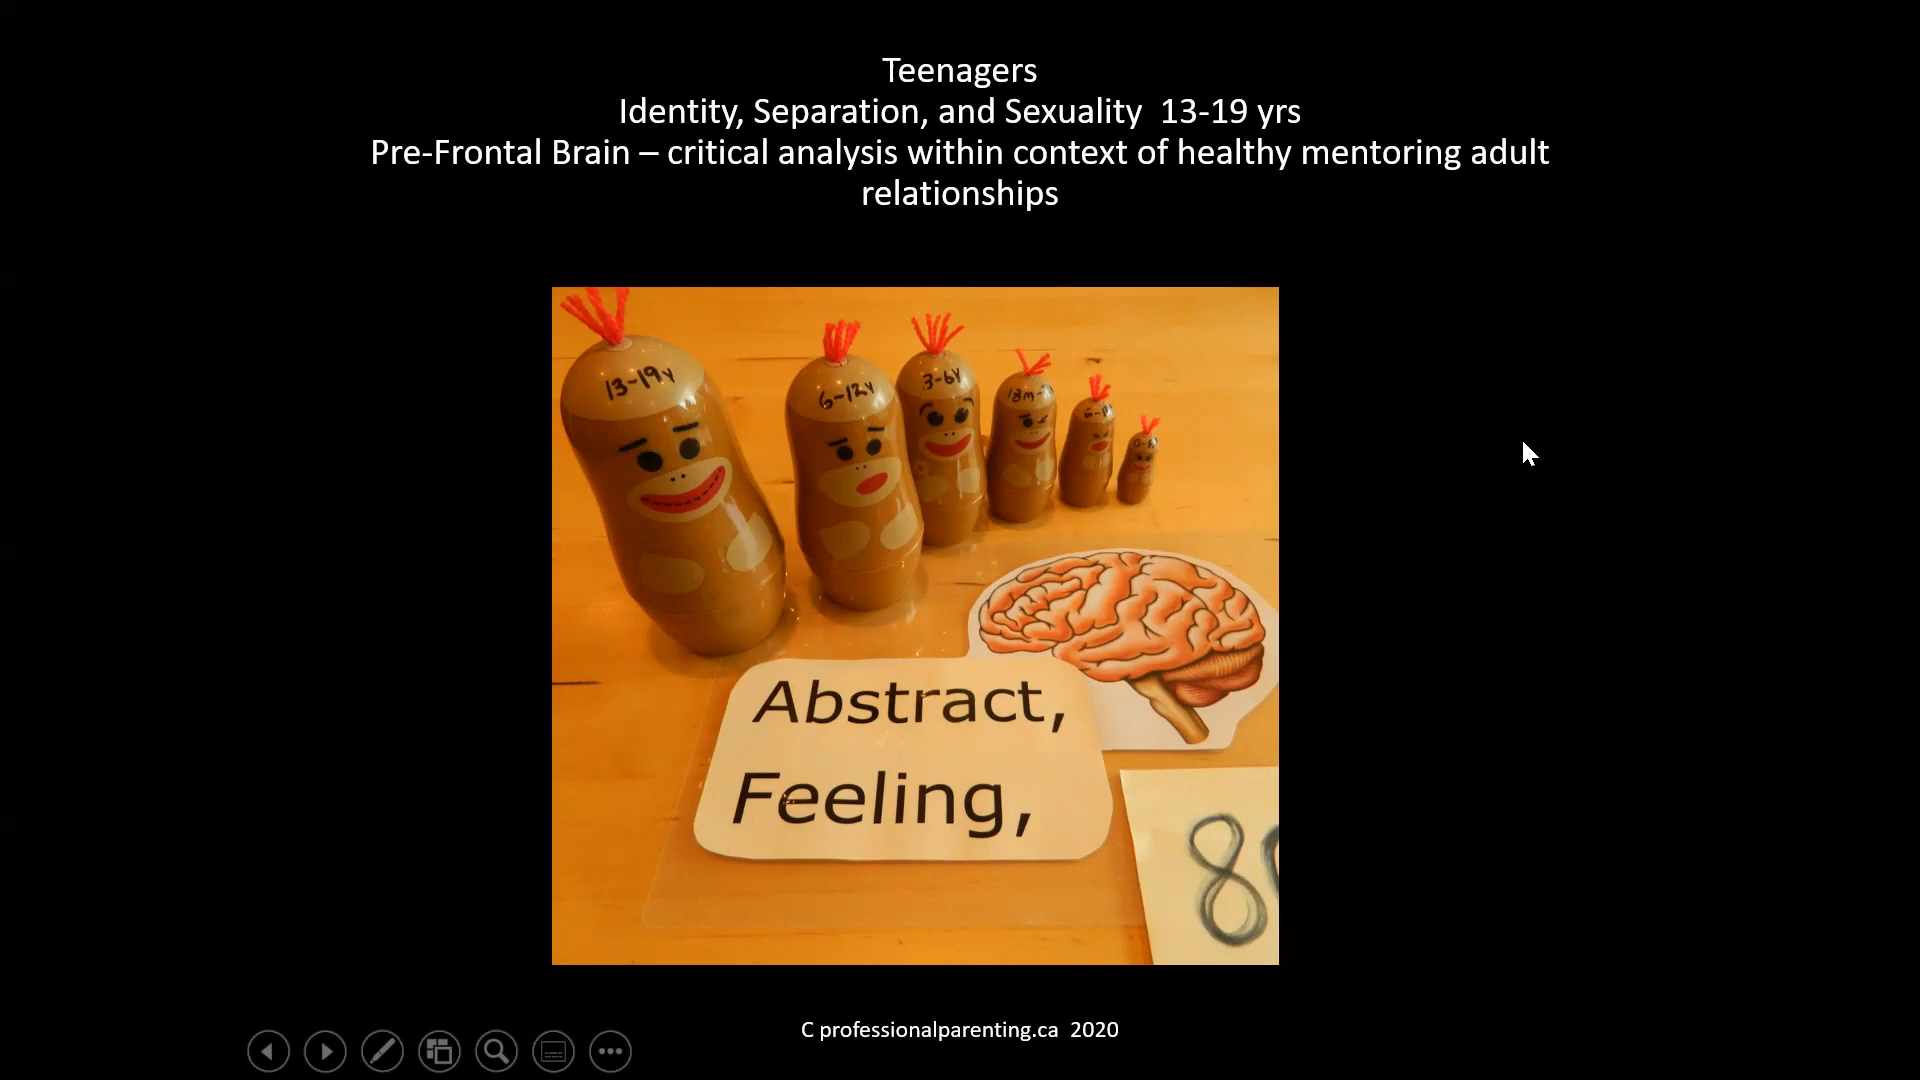 Teenagers
Identity, Separation, and Sexuality  13-19 yrs
Pre-Frontal Brain – critical analysis within context of healthy mentoring adult
relationships
13-19y
6-12y
3-6y
18m-
Abstract,
Feeling,
8
C professionalparenting.ca  2020